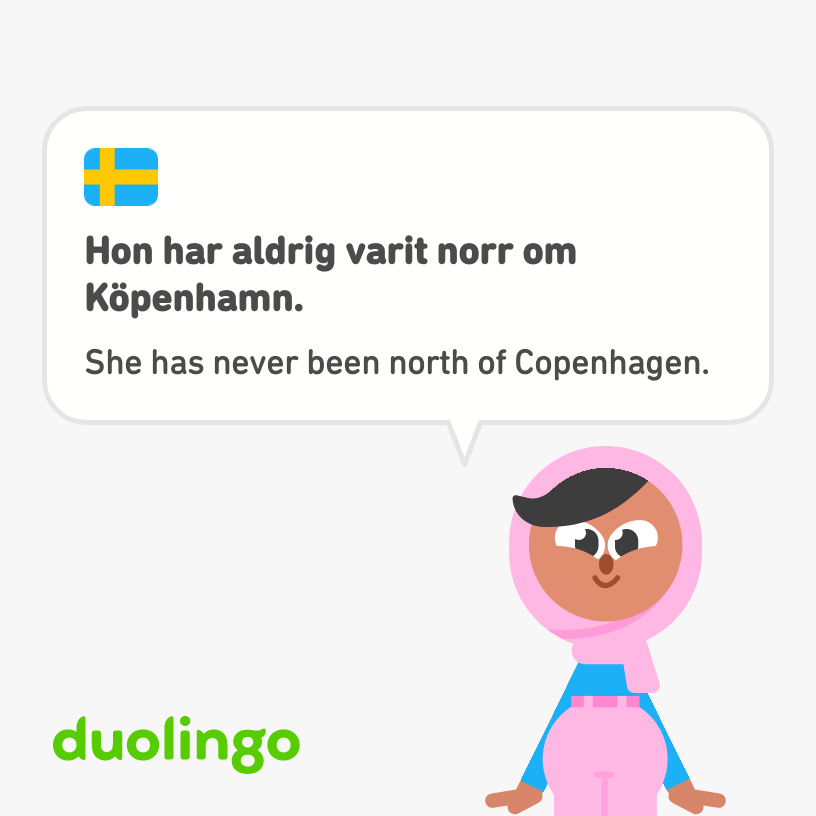 Hon har aldrig varit norr om
Köpenhamn.
She has never been north of Copenhagen.
duolingo